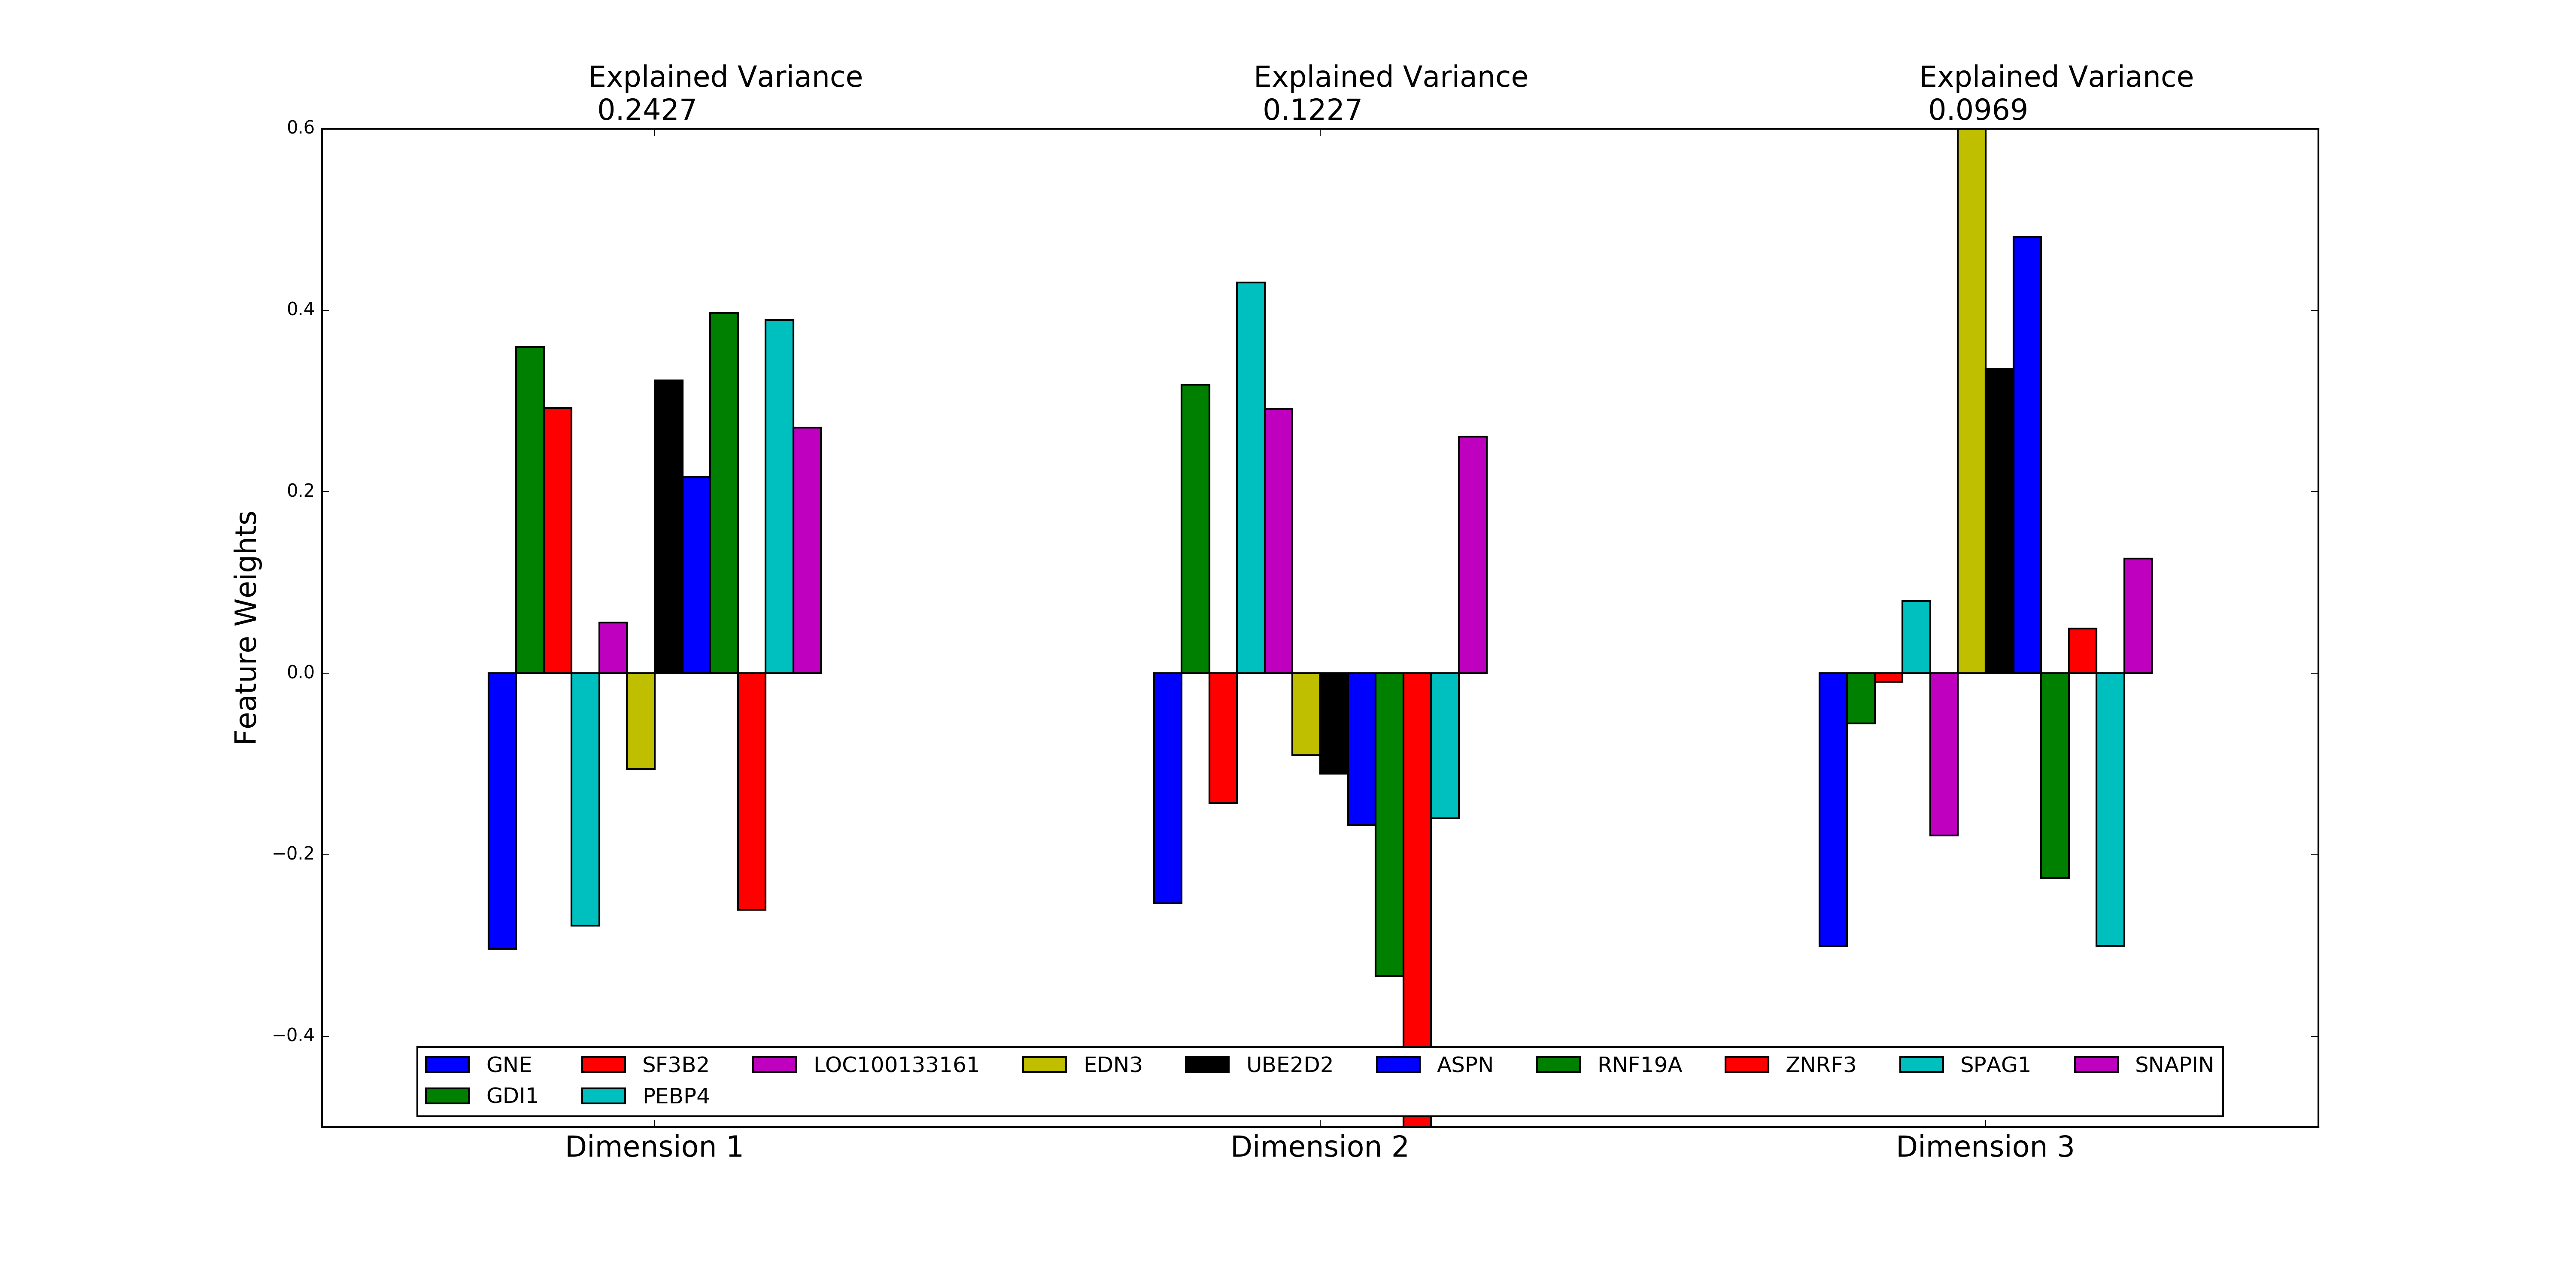 Explained Variance
0.2427
Explained Variance
0.1227
Explained Variance
0.0969
Feature Weights
0.6
0.4
0.2
0.0
−0.2
−0.4
GNE SF3B2 LOC100133161 EDN3 UBE2D2 ASPN RNF19A ZNRF3 SPAG1 SNAPIN
GDI1 PEBP4
Dimension 1 Dimension 2 Dimension 3